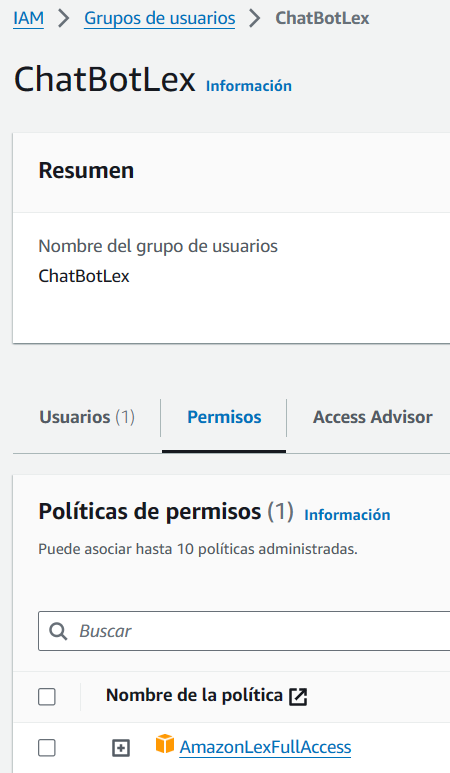 IAM > Grupos de usuarios > ChatBotLex
ChatBotLex Información
Resumen
Nombre del grupo de usuarios
ChatBotLex
Usuarios (1) Permisos Access Advisor
Políticas de permisos (1) Información
Puede asociar hasta 10 políticas administradas.
Buscar
Nombre de la política
AmazonLexFullAccess